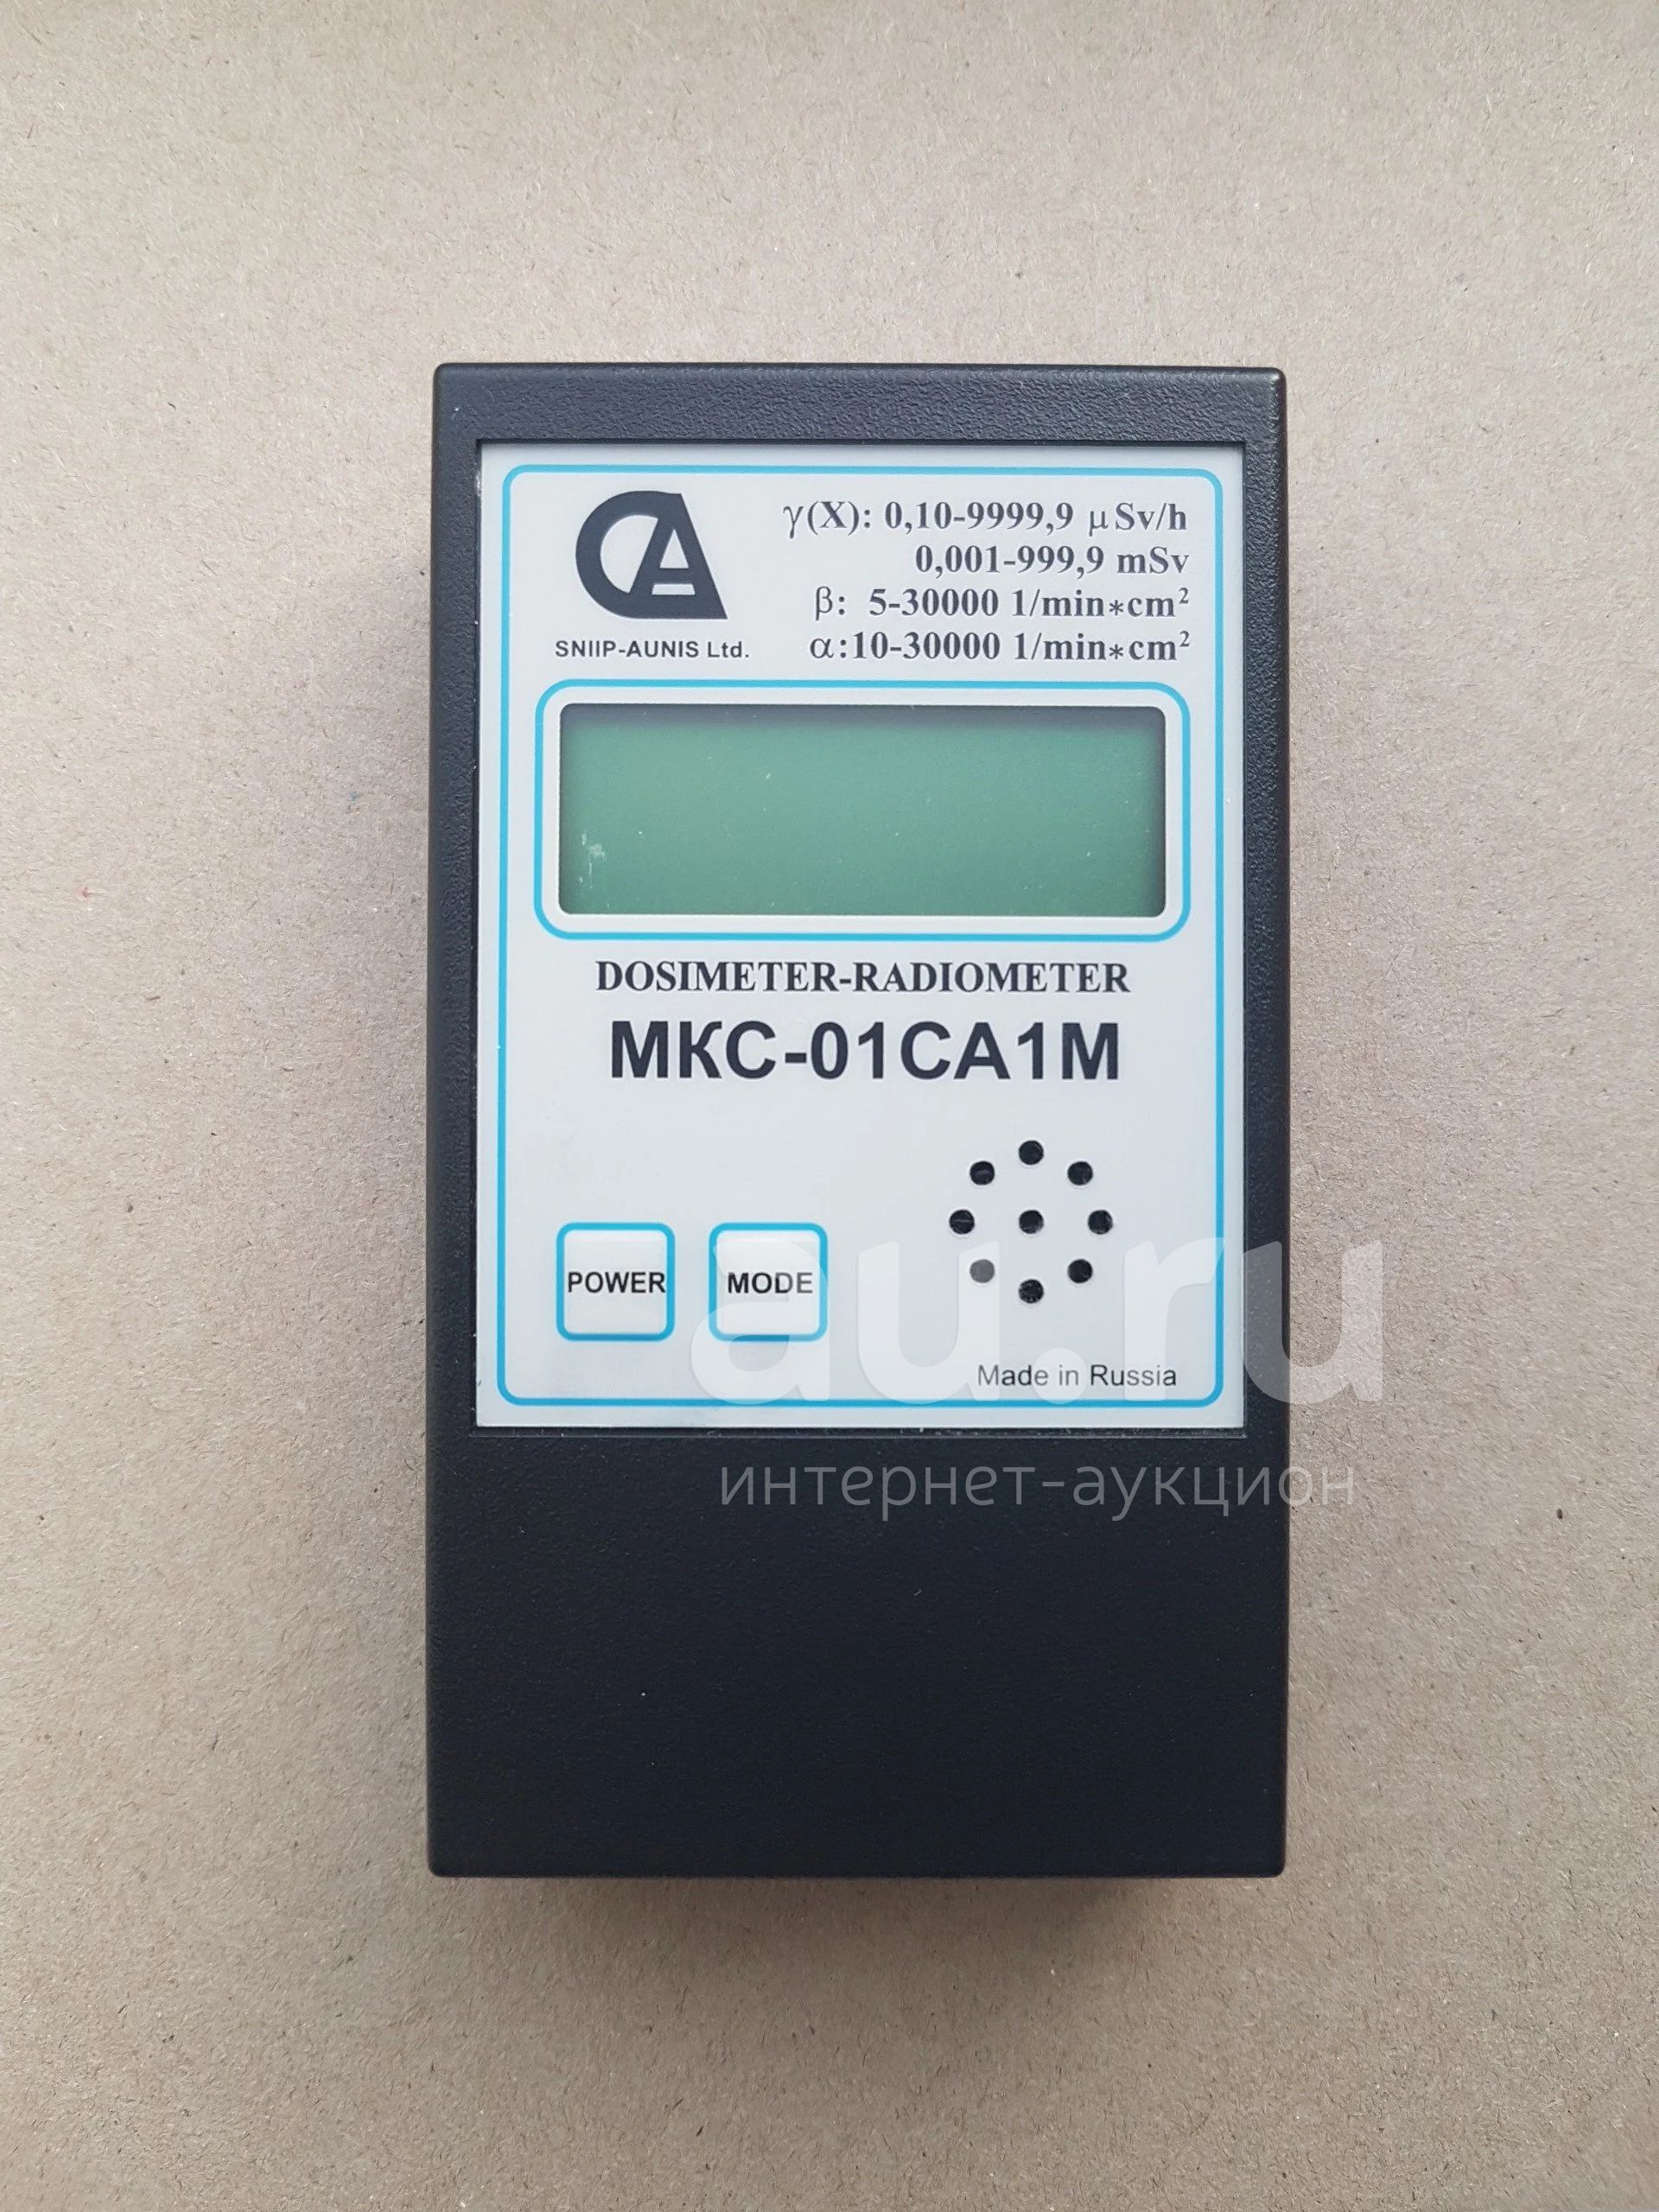 CA
γ(X): 0,10-9999,9 μSv/h
0,001-999,9 mSv
β: 5-30000 1/min*cm²
SNIIP-AUNIS Ltd.
α:10-30000 1/min*cm²
DOSIMETER-RADIOMETER
МКС-01СА1М
POWER
MODE
au.ru
Made in Russia
интернет-аукцион